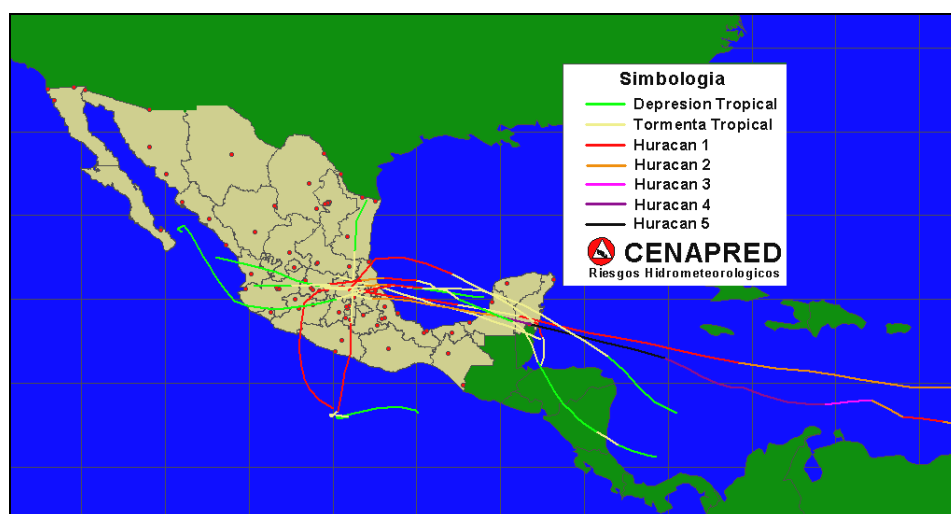 Simbologia
Depresion Tropical
Tormenta Tropical
Huracan 1
Huracan 2
Huracan 3
Huracan 4
Huracan 5
CENAPRED
Riesgos Hidrometeorologicos